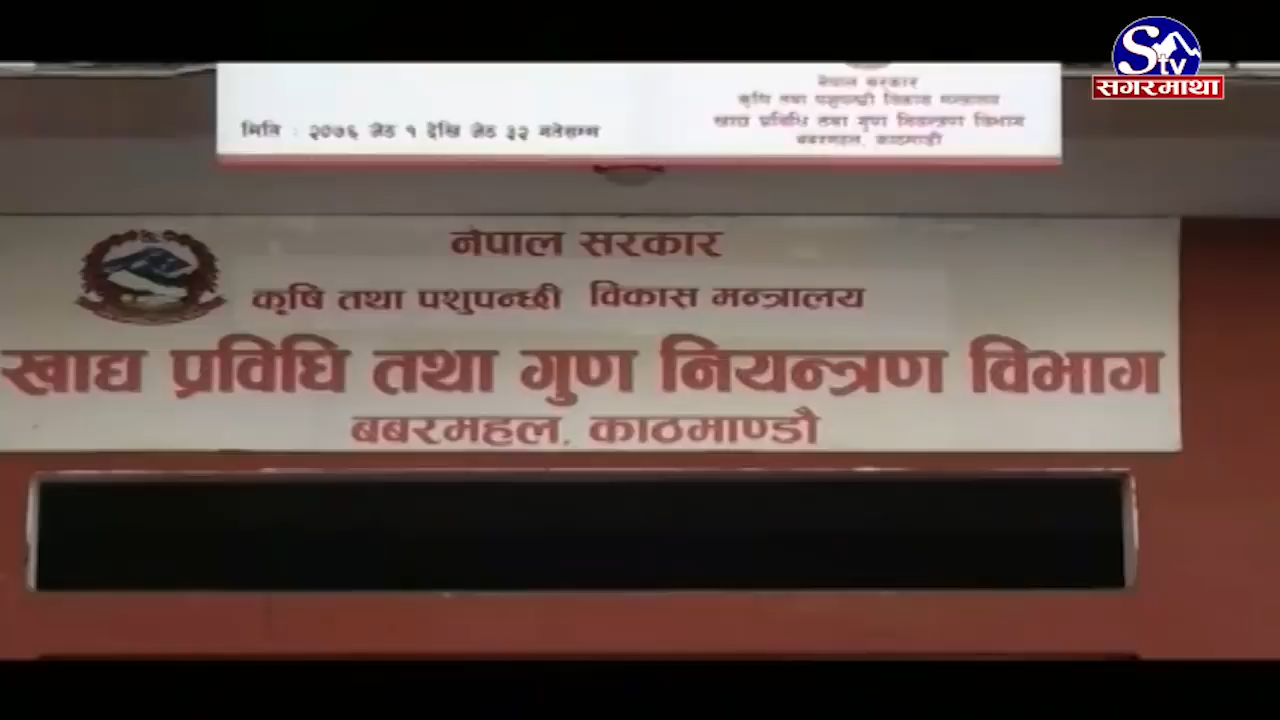 S tv
सगरमाथा
नेपाल सरकार
कृषि तथा पशुपन्छी विकास मन्त्रालय
खाद्य प्रविधि तथा गुण नियन्त्रण विभाग
बबरमहल, काठमाडौं
मिति : २०७६ जेठ १ देखि जेठ ३२ गतेसम्म
नेपाल सरकार
कृषि तथा पशुपन्छी विकास मन्त्रालय
खाद्य प्रविधि तथा गुण नियन्त्रण विभाग
बबरमहल, काठमाण्डौ